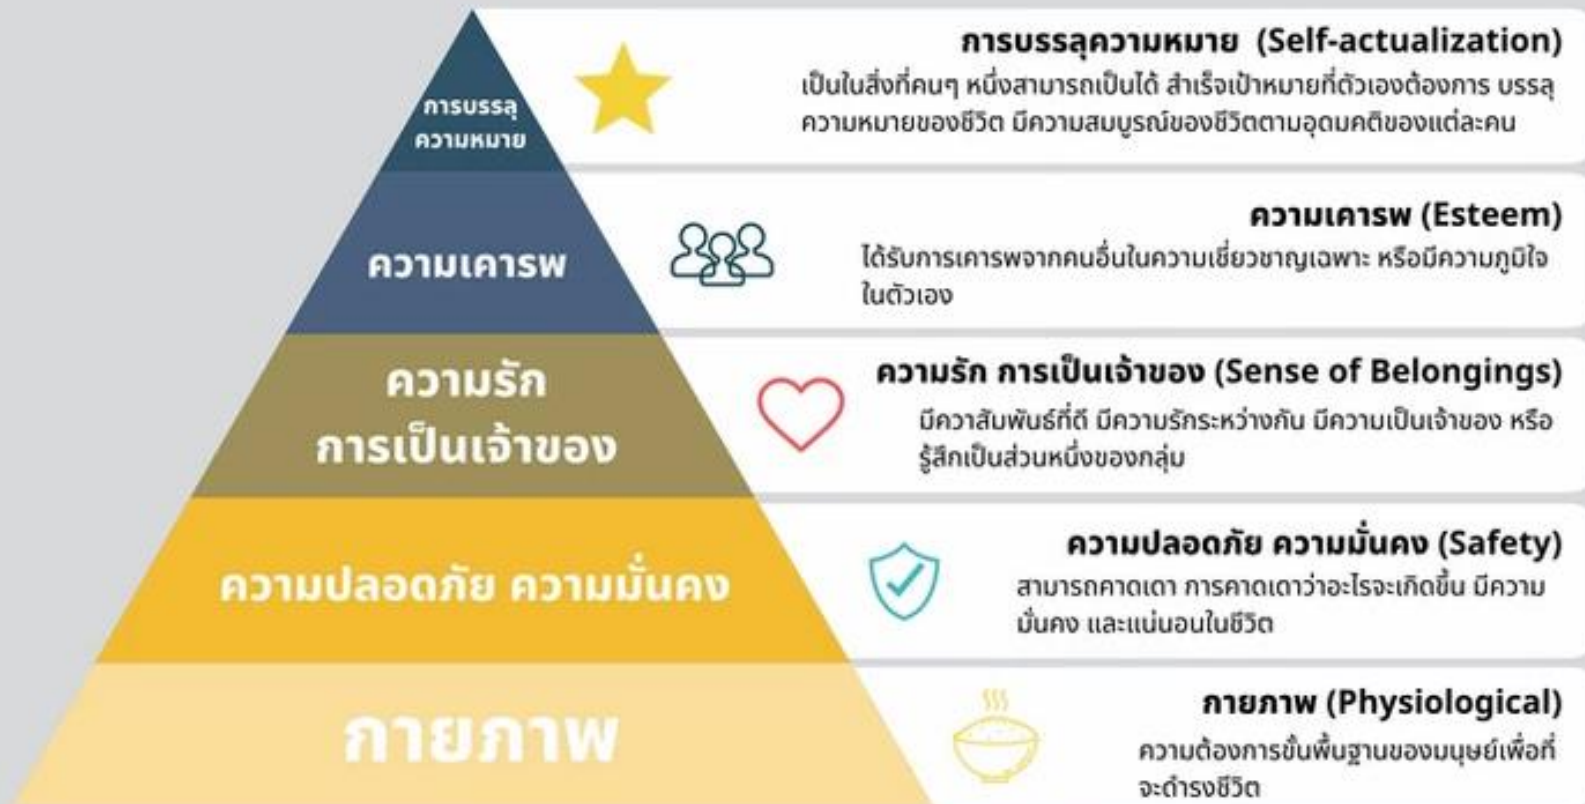 การบรรลุ
ความหมาย
การบรรลุความหมาย (Self-actualization)
เป็นในสิ่งที่คนๆ หนึ่งสามารถเป็นได้ สำเร็จเป้าหมายที่ตัวเองต้องการ บรรลุ
ความหมายของชีวิต มีความสมบูรณ์ของชีวิตตามอุดมคติของแต่ละคน
ความเคารพ
ความเคารพ (Esteem)
ได้รับการเคารพจากคนอื่นในความเชี่ยวชาญเฉพาะ หรือมีความภูมิใจ
ในตัวเอง
ความรัก
การเป็นเจ้าของ
ความรัก การเป็นเจ้าของ (Sense of Belongings)
มีควาสัมพันธ์ที่ดี มีความรักระหว่างกัน มีความเป็นเจ้าของ หรือ
รู้สึกเป็นส่วนหนึ่งของกลุ่ม
ความปลอดภัย ความมั่นคง
ความปลอดภัย ความมั่นคง (Safety)
สามารถคาดเดา การคาดเดาว่าอะไรจะเกิดขึ้น มีความ
มั่นคง และแน่นอนในชีวิต
กายภาพ
กายภาพ (Physiological)
ความต้องการขั้นพื้นฐานของมนุษย์เพื่อที่
จะดำรงชีวิต